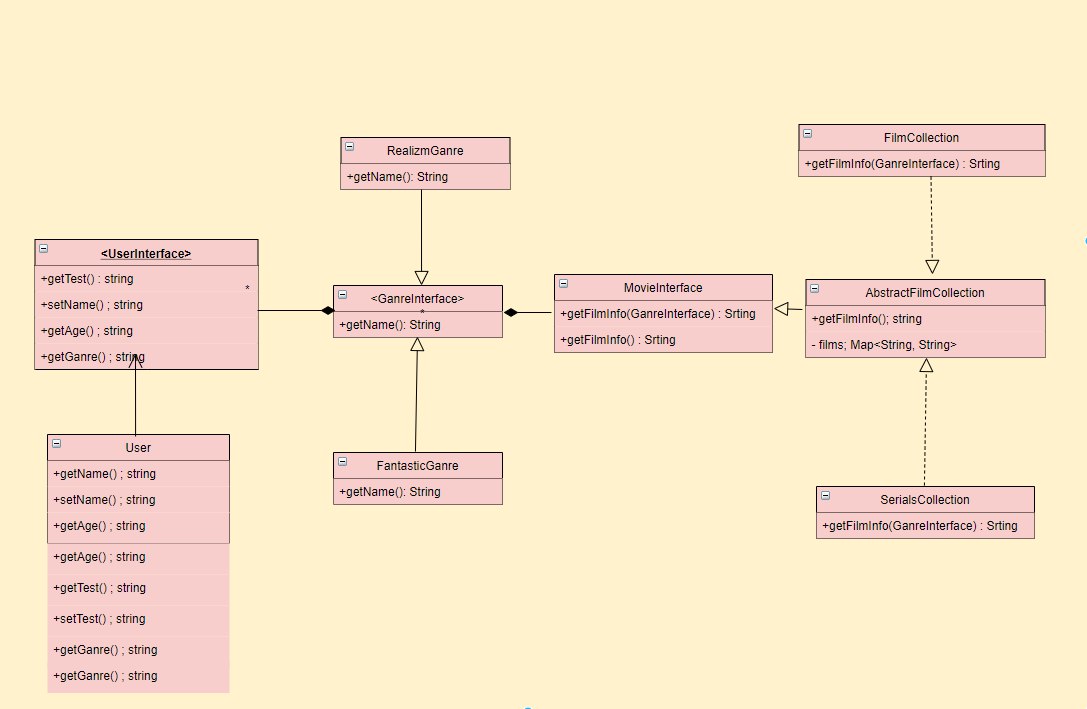 RealizmGanre
+getName(): String
FilmCollection
+getFilmInfo(GanreInterface) : Srting
<UserInterface>
+getTest() : string
*
+setName() ; string
+getAge() ; string
+getGanre() ; string
<GanreInterface>
*
+getName(): String
MovieInterface
+getFilmInfo(GanreInterface) : Srting
+getFilmInfo() : Srting
AbstractFilmCollection
+getFilmInfo(); string
- films; Map<String, String>
User
+getName() ; string
+setName() ; string
+getAge() ; string
+getAge() ; string
+getTest() ; string
+setTest() ; string
+getGanre() ; string
+getGanre() ; string
FantasticGanre
+getName(): String
SerialsCollection
+getFilmInfo(GanreInterface) : Srting